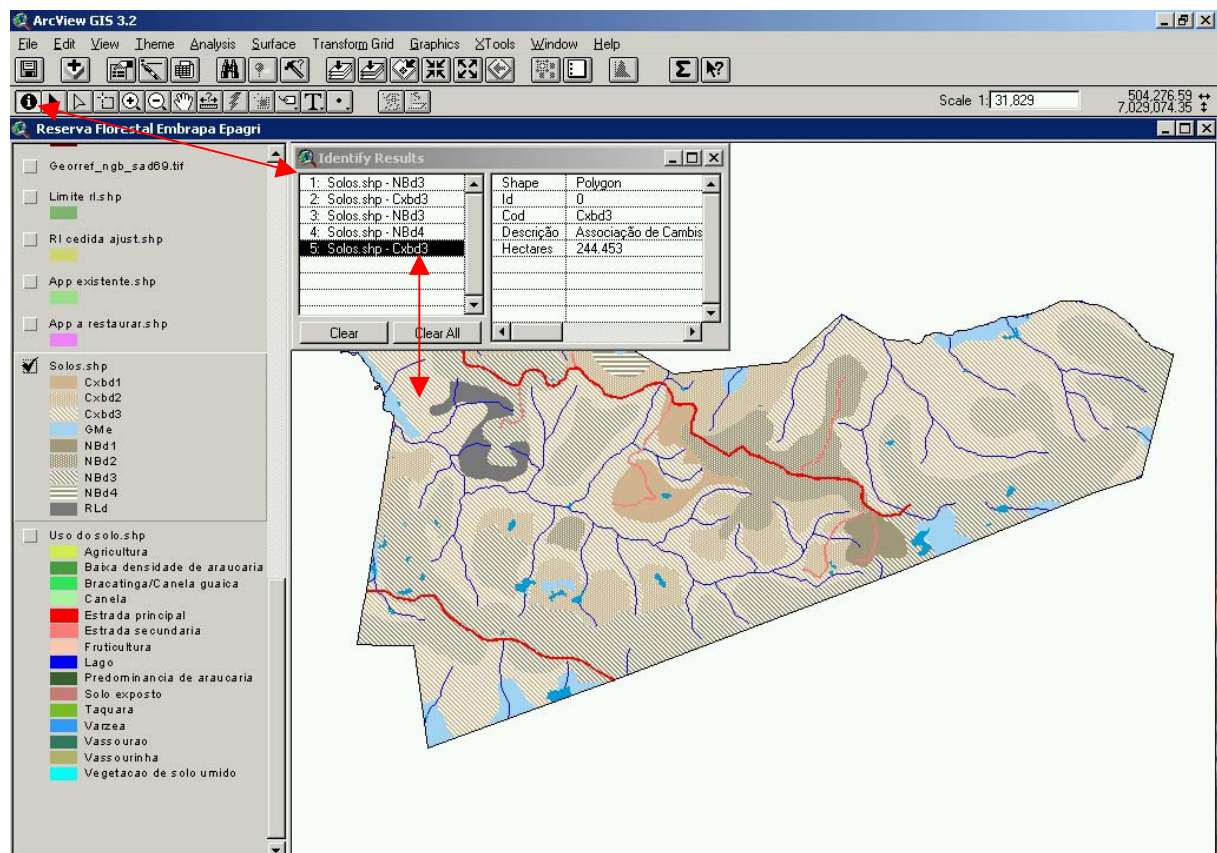 ArcView GIS 3.2
File Edit View Theme Analysis Surface Transform Grid Graphics XTools Window Help
Scale 1: 31,829
504,276.59
7,029,074.35
Reserva Florestal Embrapa Epagri
Georref_ngb_sad69.tif
Limite rl.shp
Rl cedida ajust.shp
App existente.shp
App a restaurar.shp
Solos.shp
Cxbd1
Cxbd2
Cxbd3
GMe
NBd1
NBd2
NBd3
NBd4
RLd
Uso do solo.shp
Agricultura
Baixa densidade de araucaria
Bracatinga/Canela guaica
Canela
Estrada principal
Estrada secundaria
Fruticultura
Lago
Predominancia de araucaria
Solo exposto
Taquara
Varzea
Vassourao
Vassourinha
Vegetacao de solo umido
Identify Results
1: Solos.shp - NBd3
2: Solos.shp - Cxbd3
3: Solos.shp - NBd3
4: Solos.shp - NBd4
5: Solos.shp - Cxbd3
Shape Polygon
Id 0
Cod Cxbd3
Descrição Associação de Cambis
Hectares 244.453
Clear Clear All